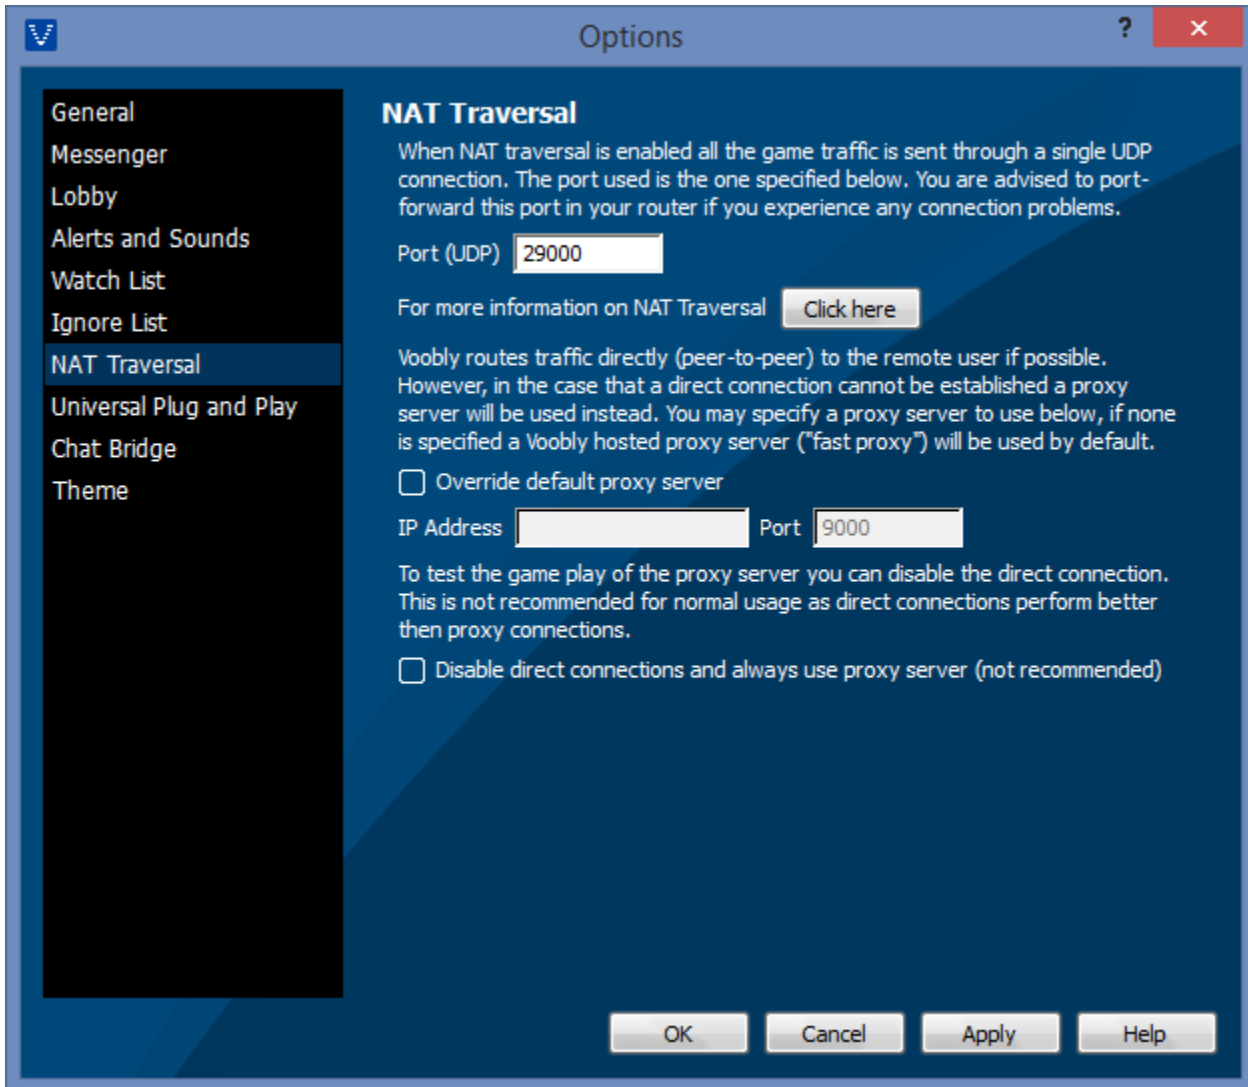 Options
?
General
Messenger
Lobby
Alerts and Sounds
Watch List
Ignore List
NAT Traversal
Universal Plug and Play
Chat Bridge
Theme
NAT Traversal
When NAT traversal is enabled all the game traffic is sent through a single UDP
connection. The port used is the one specified below. You are advised to port-
forward this port in your router if you experience any connection problems.
Port (UDP) 29000
For more information on NAT Traversal Click here
Voobly routes traffic directly (peer-to-peer) to the remote user if possible.
However, in the case that a direct connection cannot be established a proxy
server will be used instead. You may specify a proxy server to use below, if none
is specified a Voobly hosted proxy server ("fast proxy") will be used by default.
Override default proxy server
IP Address Port 9000
To test the game play of the proxy server you can disable the direct connection.
This is not recommended for normal usage as direct connections perform better
then proxy connections.
Disable direct connections and always use proxy server (not recommended)
OK Cancel Apply Help